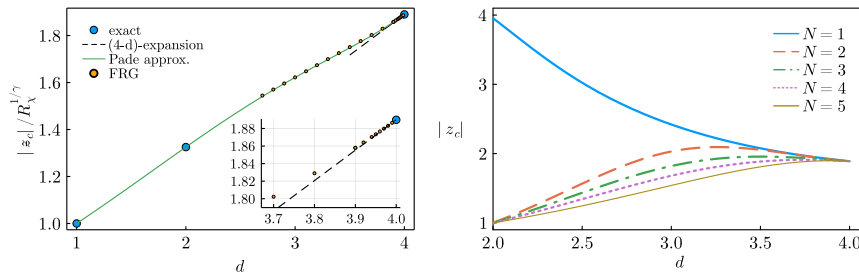 |z_c|/R_χ^{1/γ}
1.8
1.6
1.4
1.2
1.0
exact
(4-d)-expansion
Pade approx.
FRG
1.88
1.86
1.84
1.82
1.80
3.7 3.8 3.9 4.0
1 2 3 4
d
|z_c|
4
3
2
1
N = 1
N = 2
N = 3
N = 4
N = 5
2.0 2.5 3.0 3.5 4.0
d